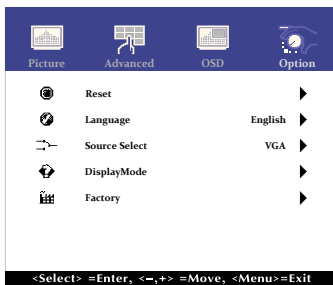 Picture Advanced OSD Option
Reset
Language English
Source Select VGA
DisplayMode
Factory
<Select> =Enter, <–,+> =Move, <Menu>=Exit